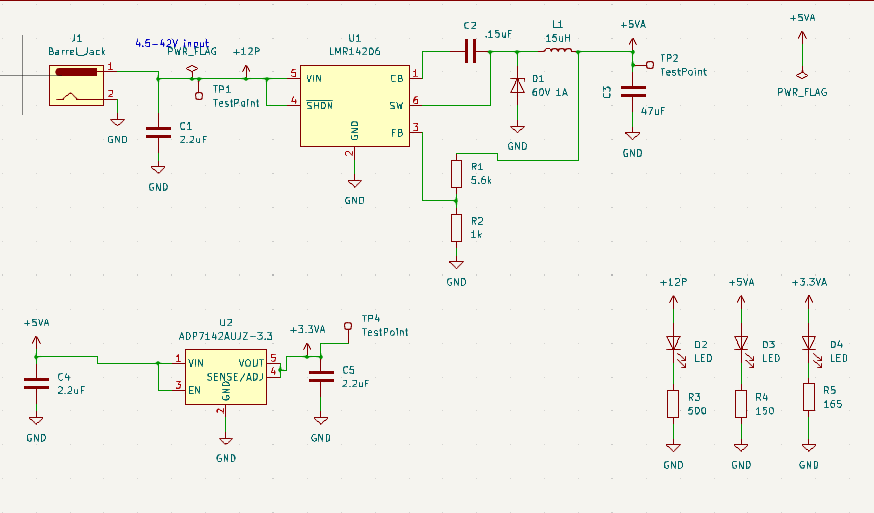 J1
Barrel_Jack
1
2
GND
4.5-42V input
PWR_FLAG
+12P
TP1
TestPoint
C1
2.2uF
GND
U1
LMR14206
5
VIN
4
SHDN
GND
2
CB
1
SW
6
FB
3
GND
C2
.15uF
D1
60V 1A
GND
L1
15uH
R1
5.6k
R2
1k
GND
+5VA
TP2
TestPoint
C3
47uF
GND
+5VA
PWR_FLAG
+5VA
C4
2.2uF
GND
U2
ADP7142AUJZ-3.3
1
VIN
3
EN
VOUT
5
SENSE/ADJ
4
GND
2
GND
+3.3VA
TP4
TestPoint
C5
2.2uF
GND
+12P
D2
LED
R3
500
GND
+5VA
D3
LED
R4
150
GND
+3.3VA
D4
LED
R5
165
GND